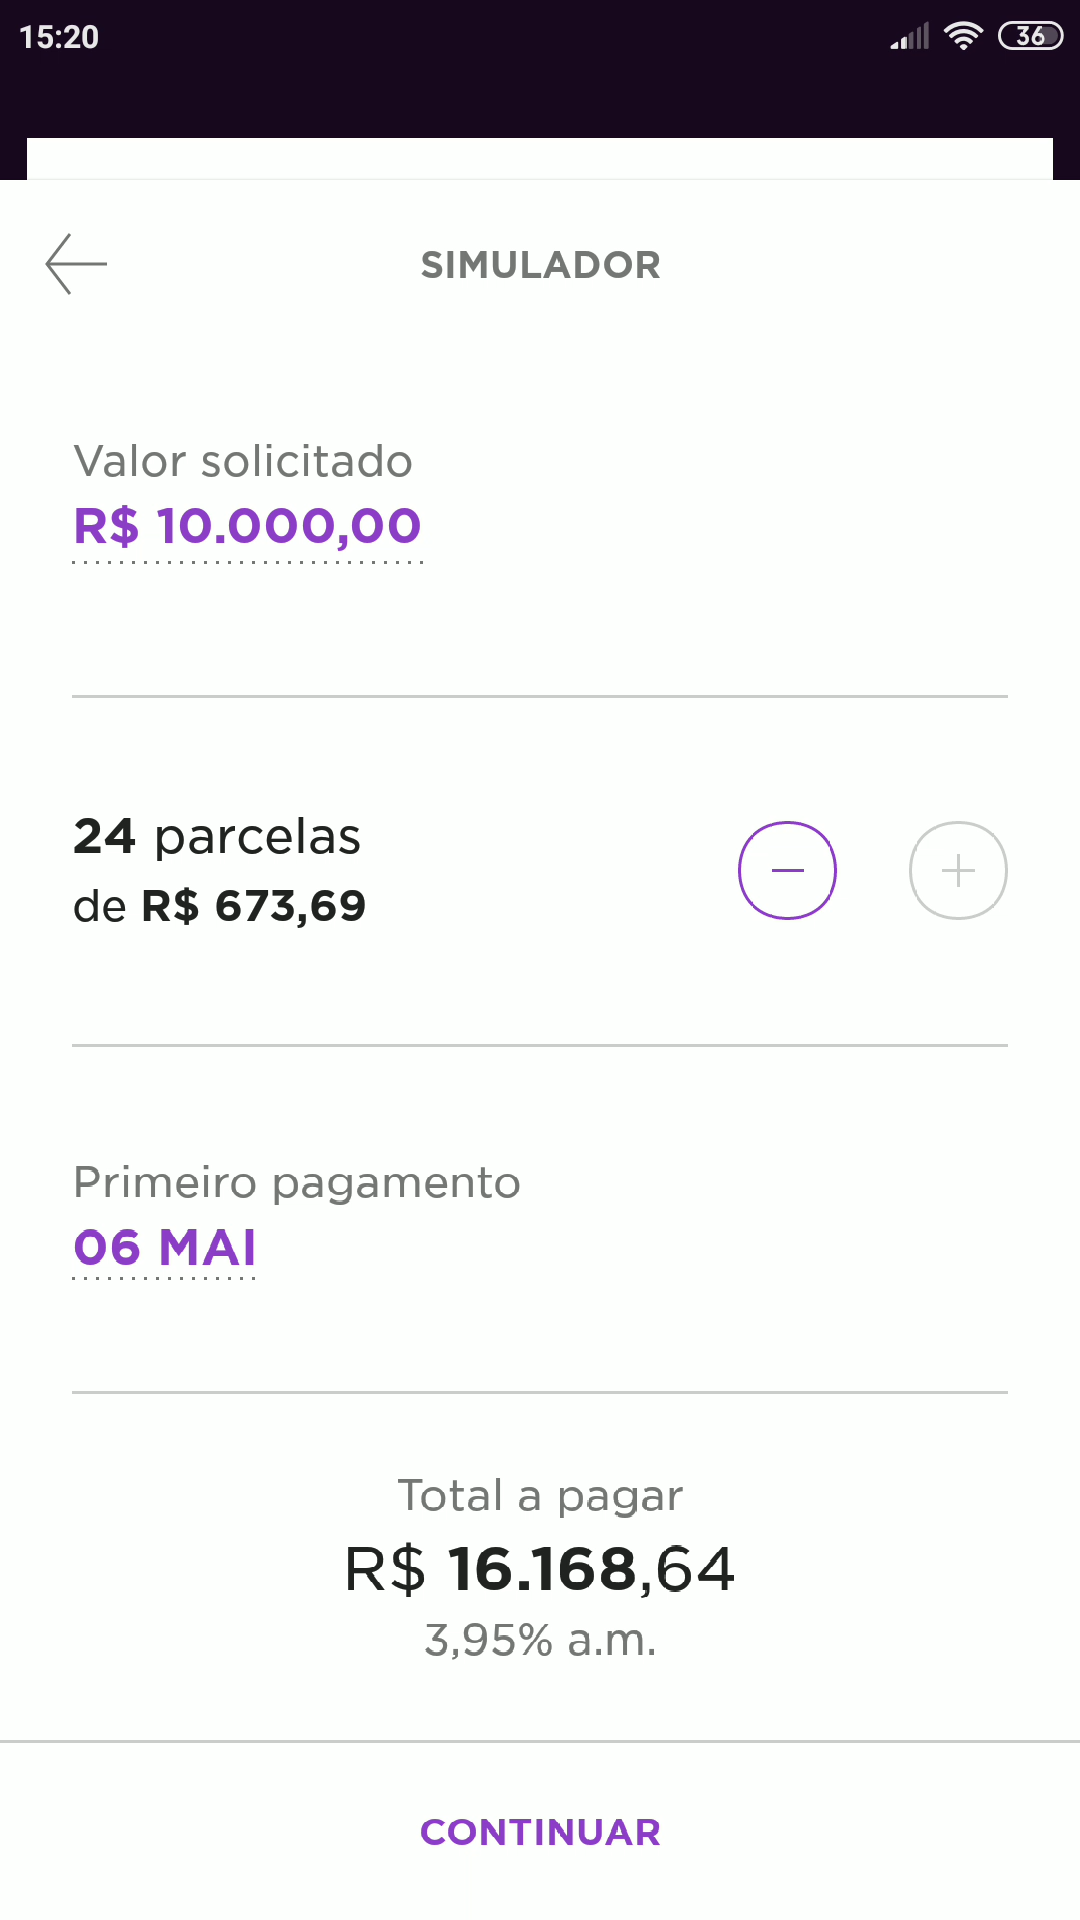 15:20
36
SIMULADOR
Valor solicitado
R$ 10.000,00
24 parcelas
de R$ 673,69
Primeiro pagamento
06 MAI
Total a pagar
R$ 16.168,64
3,95% a.m.
CONTINUAR